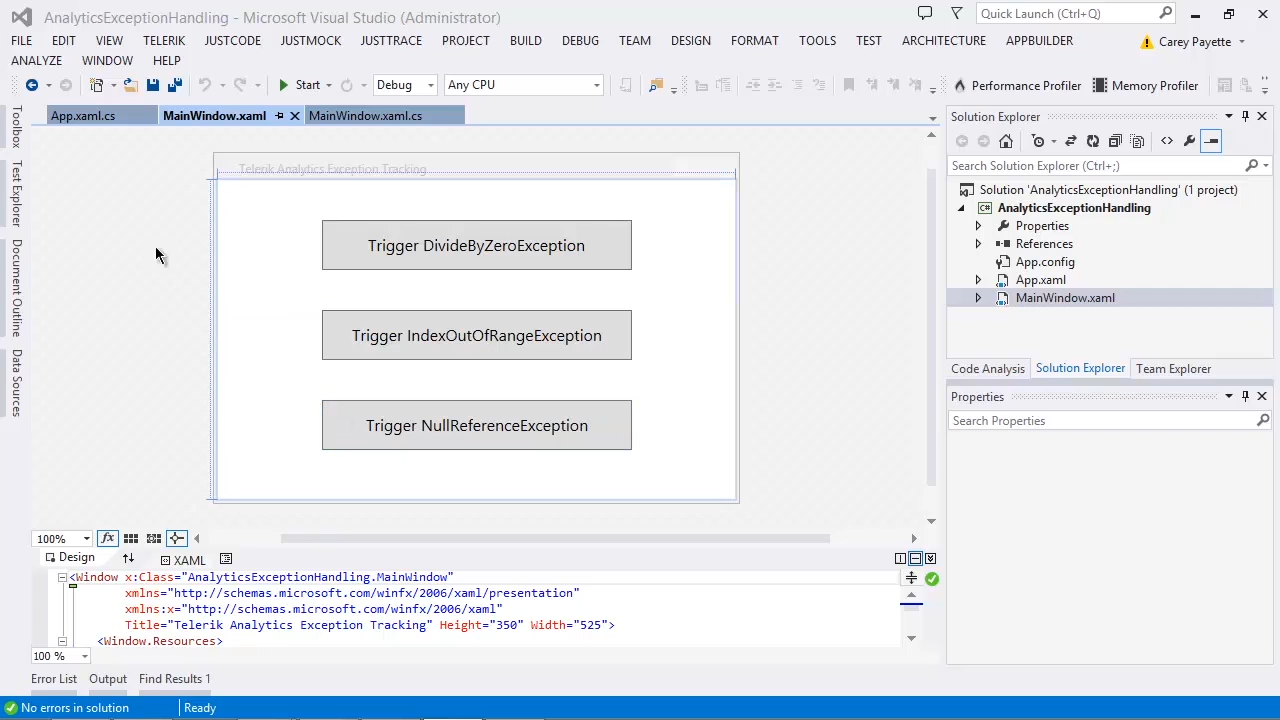 AnalyticsExceptionHandling - Microsoft Visual Studio (Administrator)
Quick Launch (Ctrl+Q)
FILE EDIT VIEW TELERIK JUSTCODE JUSTMOCK JUSTTRACE PROJECT BUILD DEBUG TEAM DESIGN FORMAT TOOLS TEST ARCHITECTURE APPBUILDER
Carey Payette
ANALYZE WINDOW HELP
Start Debug Any CPU Performance Profiler Memory Profiler
App.xaml.cs MainWindow.xaml MainWindow.xaml.cs
Toolbox
Test Explorer
Document Outline
Data Sources
Telerik Analytics Exception Tracking
Trigger DivideByZeroException
Trigger IndexOutOfRangeException
Trigger NullReferenceException
100% fx
Design XAML
<Window x:Class="AnalyticsExceptionHandling.MainWindow"
xmlns="http://schemas.microsoft.com/winfx/2006/xaml/presentation"
xmlns:x="http://schemas.microsoft.com/winfx/2006/xaml"
Title="Telerik Analytics Exception Tracking" Height="350" Width="525">
<Window.Resources>
100 %
Solution Explorer
Search Solution Explorer (Ctrl+;)
Solution 'AnalyticsExceptionHandling' (1 project)
C# AnalyticsExceptionHandling
Properties
References
App.config
App.xaml
MainWindow.xaml
Code Analysis Solution Explorer Team Explorer
Properties
Search Properties
Error List Output Find Results 1
No errors in solution Ready